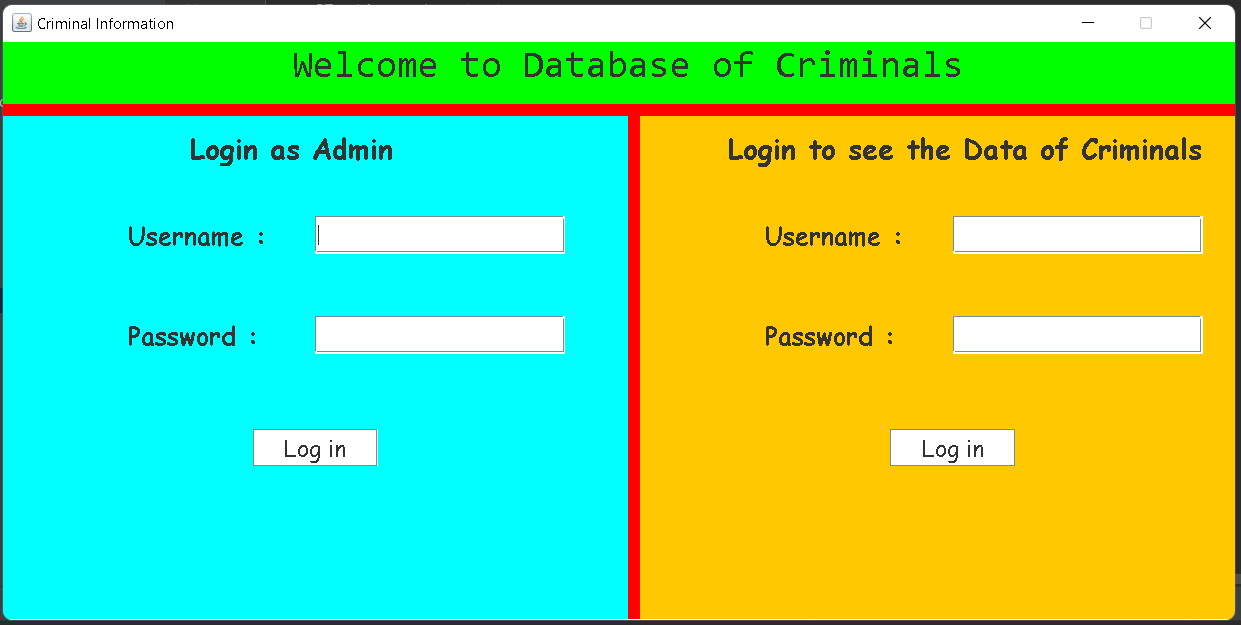 Criminal Information
Welcome to Database of Criminals
Login as Admin
Username :
Password :
Log in
Login to see the Data of Criminals
Username :
Password :
Log in